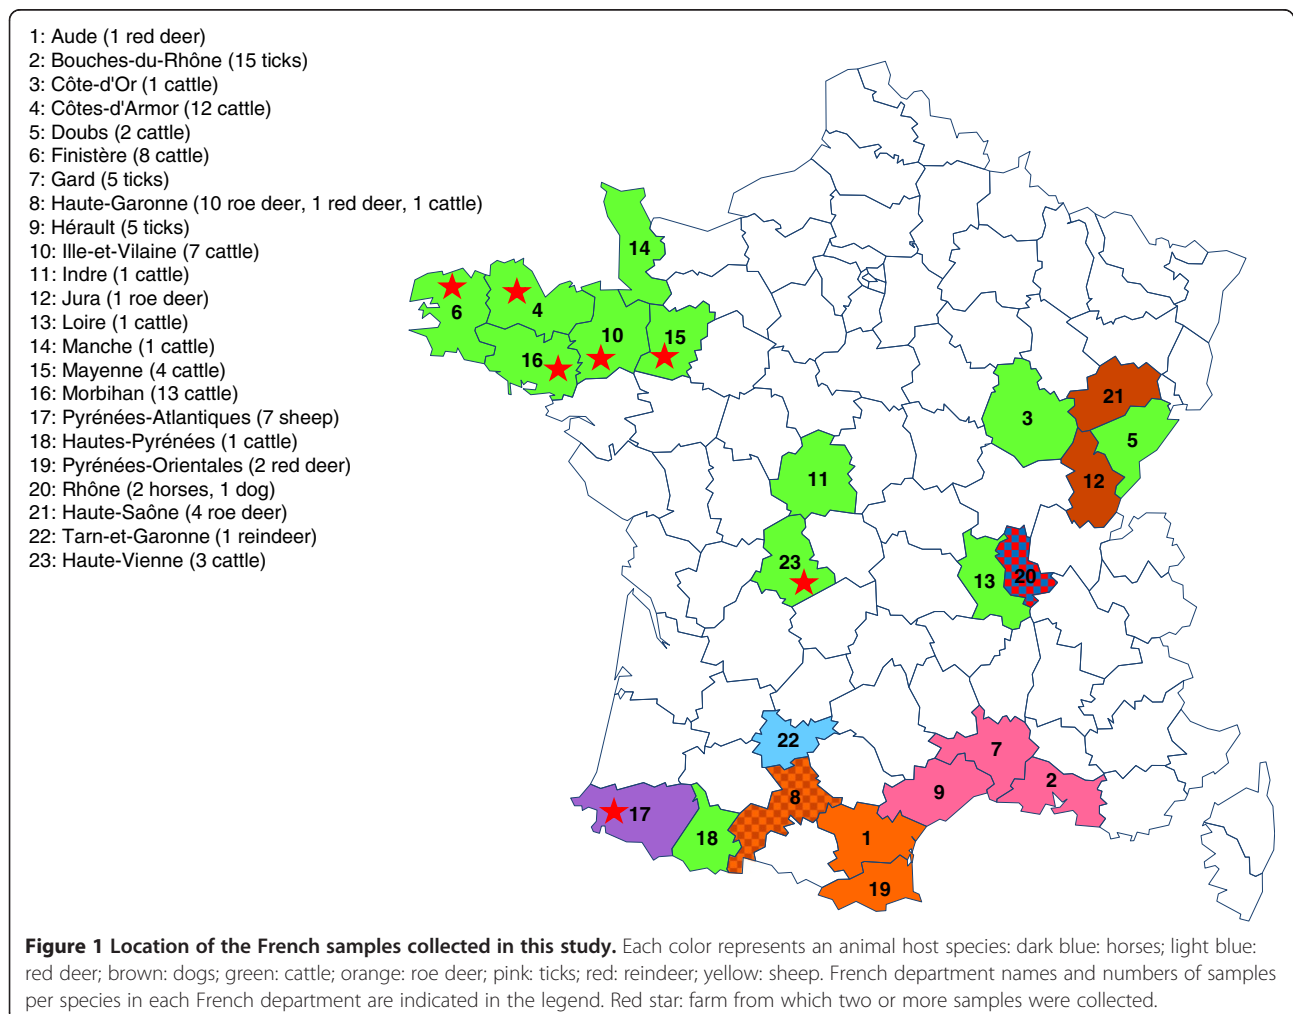 1: Aude (1 red deer)
2: Bouches-du-Rhône (15 ticks)
3: Côte-d'Or (1 cattle)
4: Côtes-d'Armor (12 cattle)
5: Doubs (2 cattle)
6: Finistère (8 cattle)
7: Gard (5 ticks)
8: Haute-Garonne (10 roe deer, 1 red deer, 1 cattle)
9: Hérault (5 ticks)
10: Ille-et-Vilaine (7 cattle)
11: Indre (1 cattle)
12: Jura (1 roe deer)
13: Loire (1 cattle)
14: Manche (1 cattle)
15: Mayenne (4 cattle)
16: Morbihan (13 cattle)
17: Pyrénées-Atlantiques (7 sheep)
18: Hautes-Pyrénées (1 cattle)
19: Pyrénées-Orientales (2 red deer)
20: Rhône (2 horses, 1 dog)
21: Haute-Saône (4 roe deer)
22: Tarn-et-Garonne (1 reindeer)
23: Haute-Vienne (3 cattle)
14
6
4
10
15
16
21
3
5
11
12
23
13
20
22
7
2
9
8
17
18
1
19
Figure 1 Location of the French samples collected in this study. Each color represents an animal host species: dark blue: horses; light blue:
red deer; brown: dogs; green: cattle; orange: roe deer; pink: ticks; red: reindeer; yellow: sheep. French department names and numbers of samples
per species in each French department are indicated in the legend. Red star: farm from which two or more samples were collected.